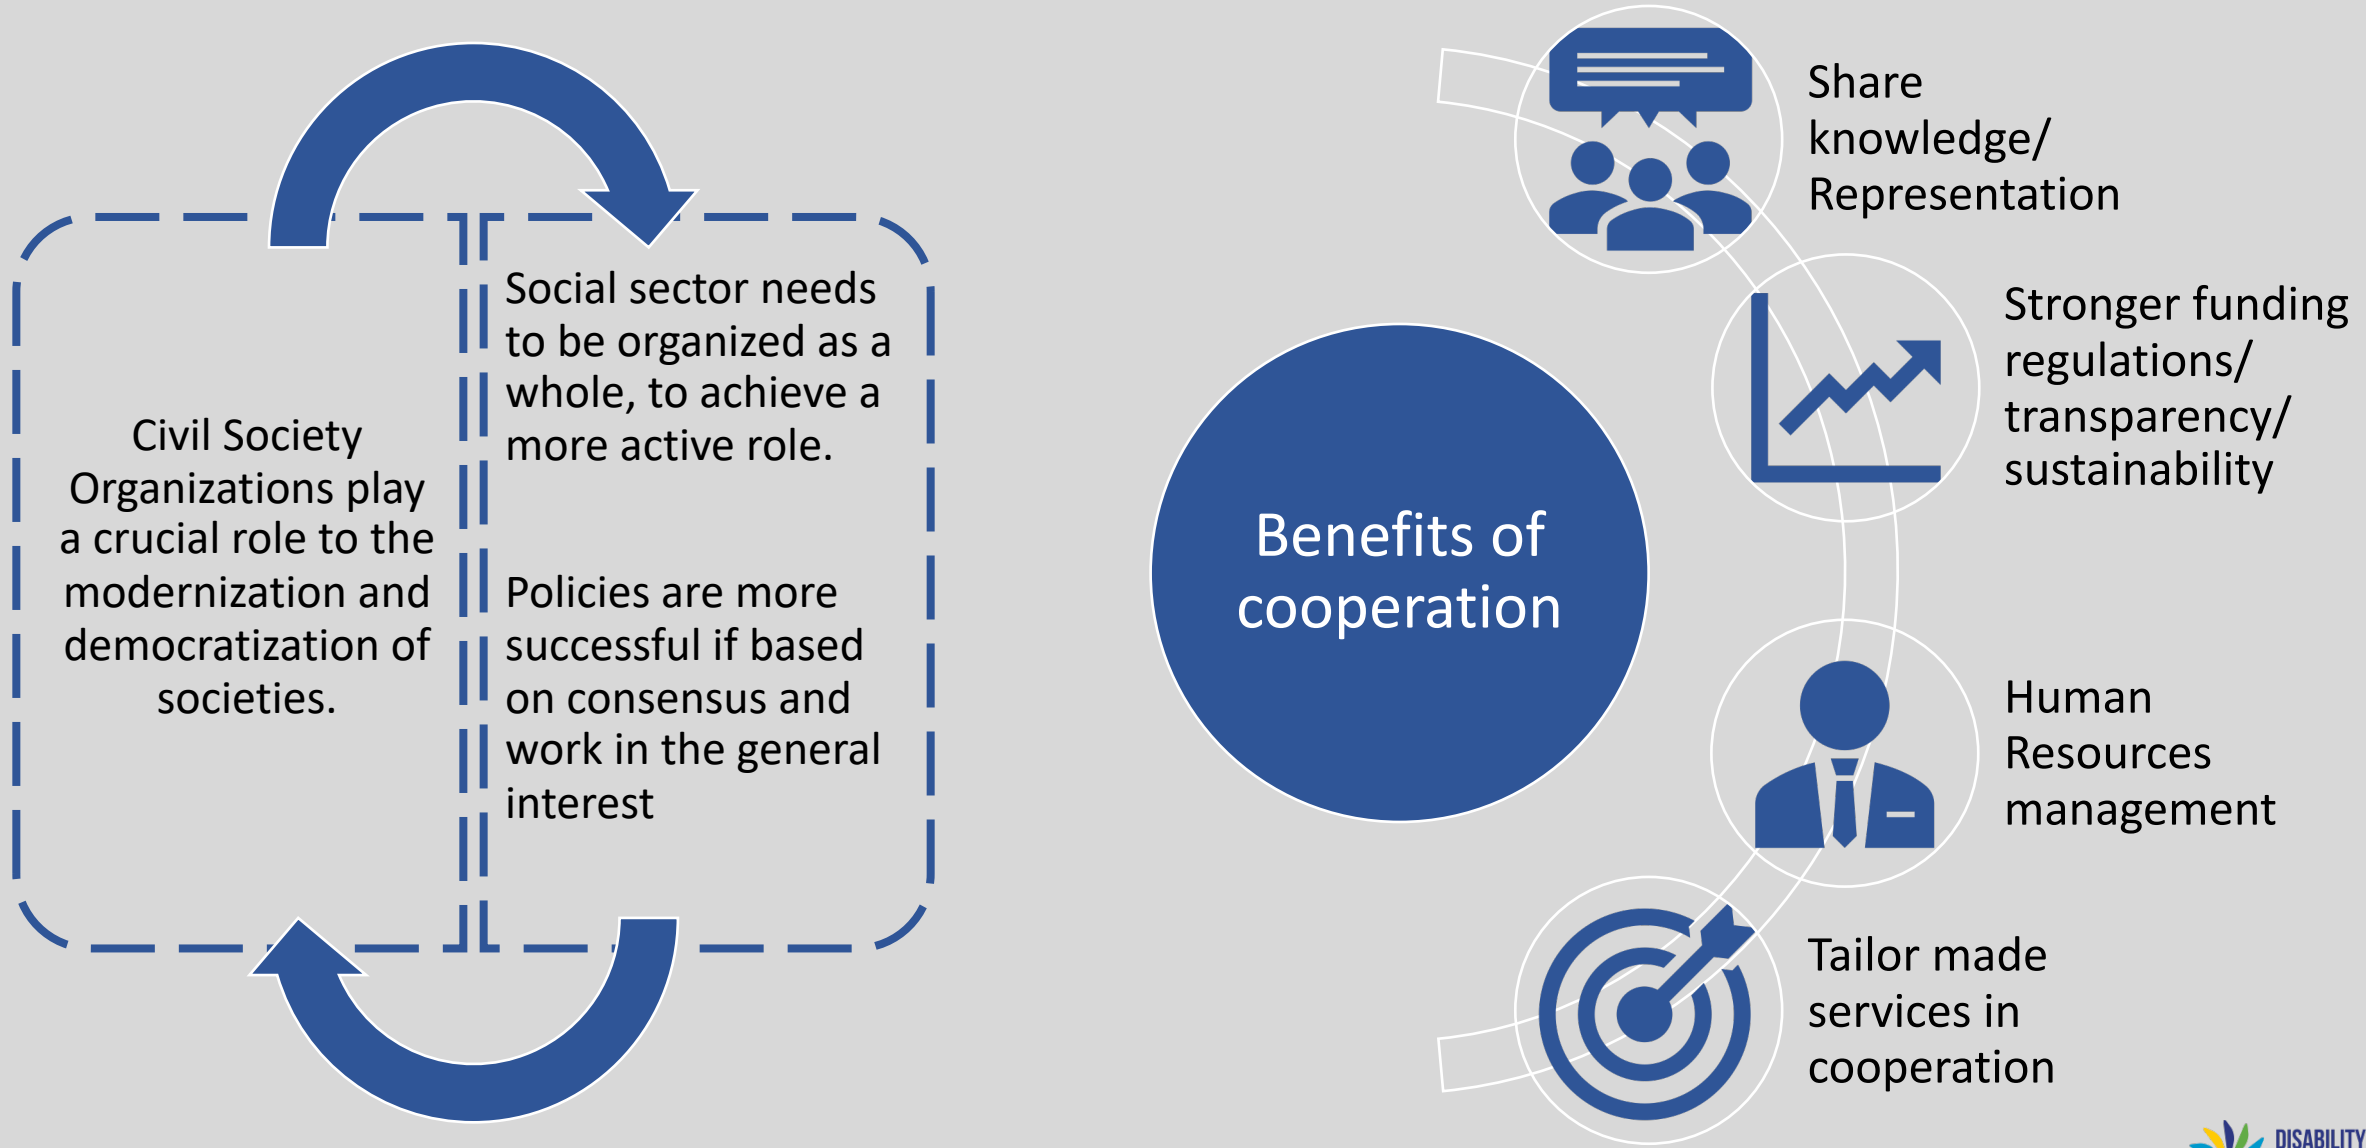 Civil Society
Organizations play
a crucial role to the
modernization and
democratization of
societies.
Social sector needs
to be organized as a
whole, to achieve a
more active role.
Policies are more
successful if based
on consensus and
work in the general
interest
Benefits of
cooperation
Share
knowledge/
Representation
Stronger funding
regulations/
transparency/
sustainability
Human
Resources
management
Tailor made
services in
cooperation
DISABILITY